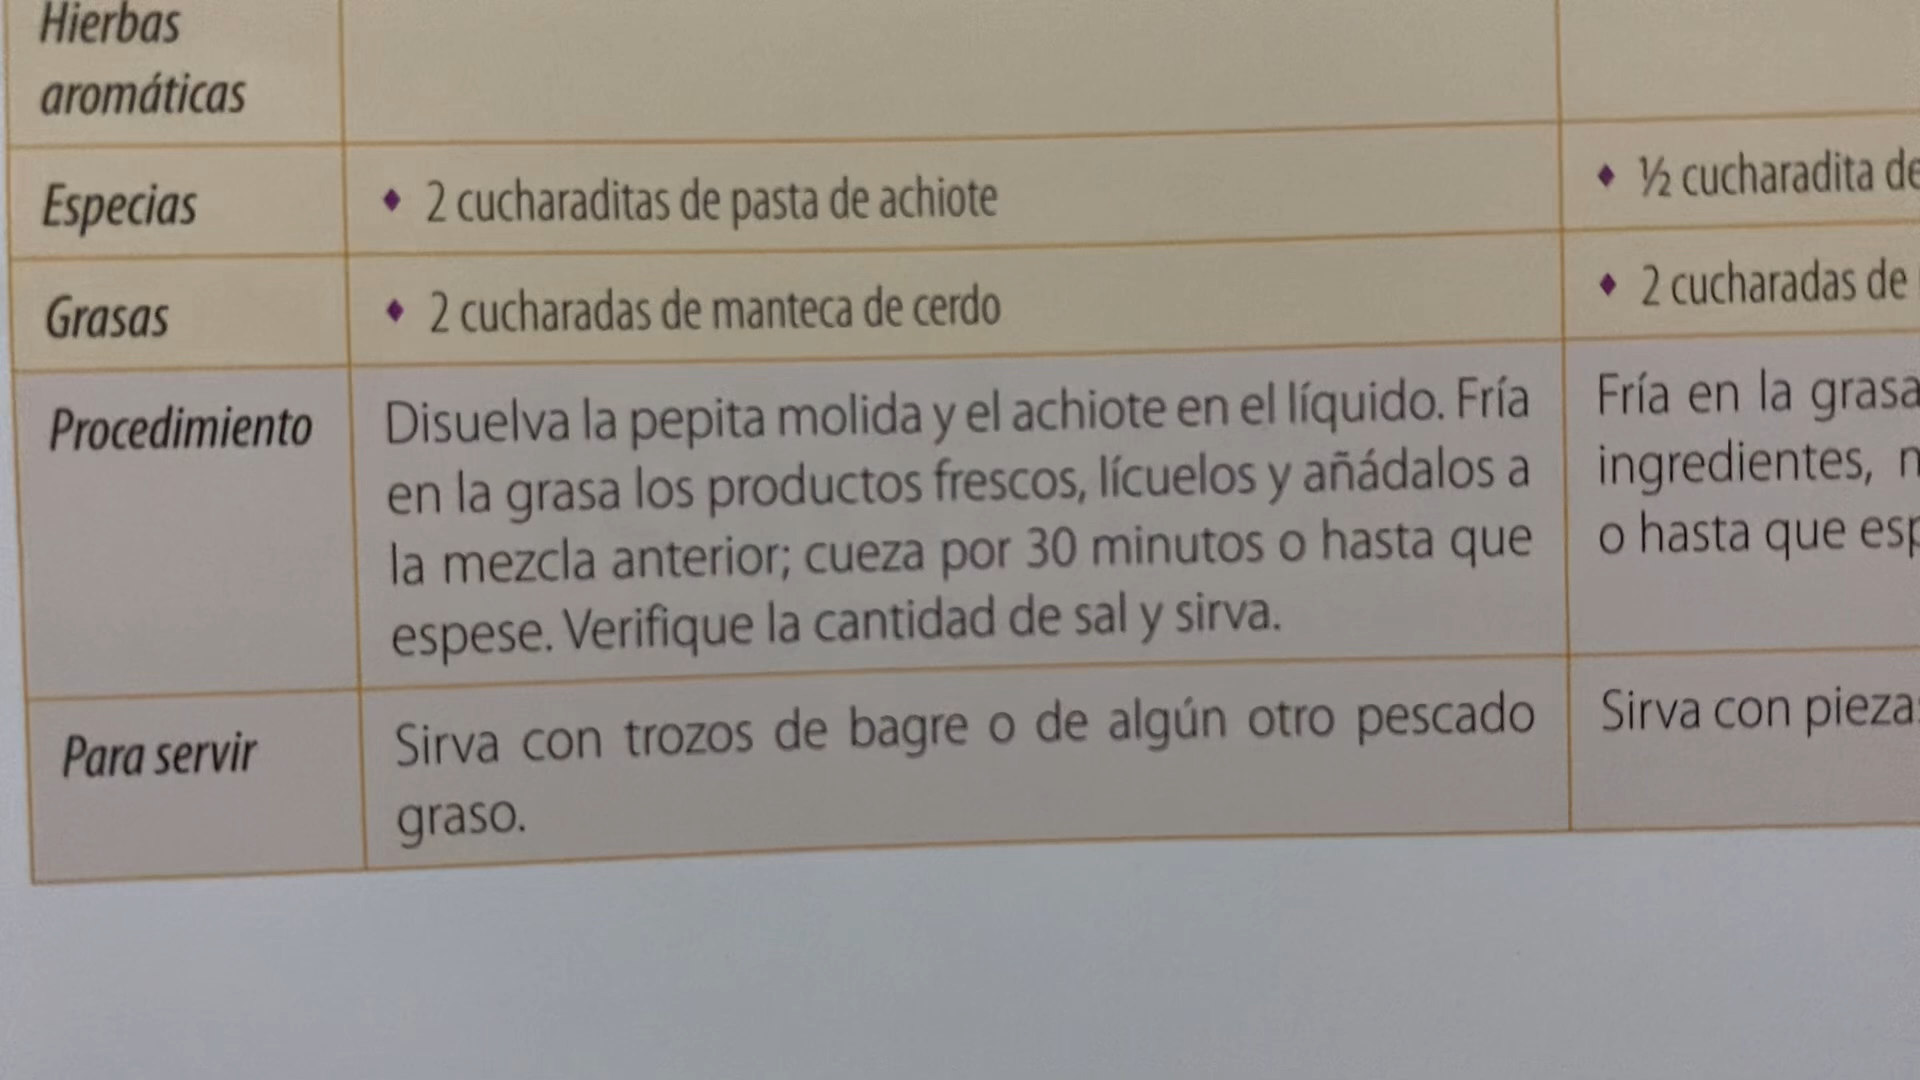 Hierbas
aromáticas
Especias
◆ 2 cucharaditas de pasta de achiote
◆ ½ cucharadita de
Grasas
◆ 2 cucharadas de manteca de cerdo
◆ 2 cucharadas de
Procedimiento
Disuelva la pepita molida y el achiote en el líquido. Fría
en la grasa los productos frescos, lícuelos y añádalos a
la mezcla anterior; cueza por 30 minutos o hasta que
espese. Verifique la cantidad de sal y sirva.
Fría en la grasa
ingredientes,
o hasta que
Para servir
Sirva con trozos de bagre o de algún otro pescado
graso.
Sirva con